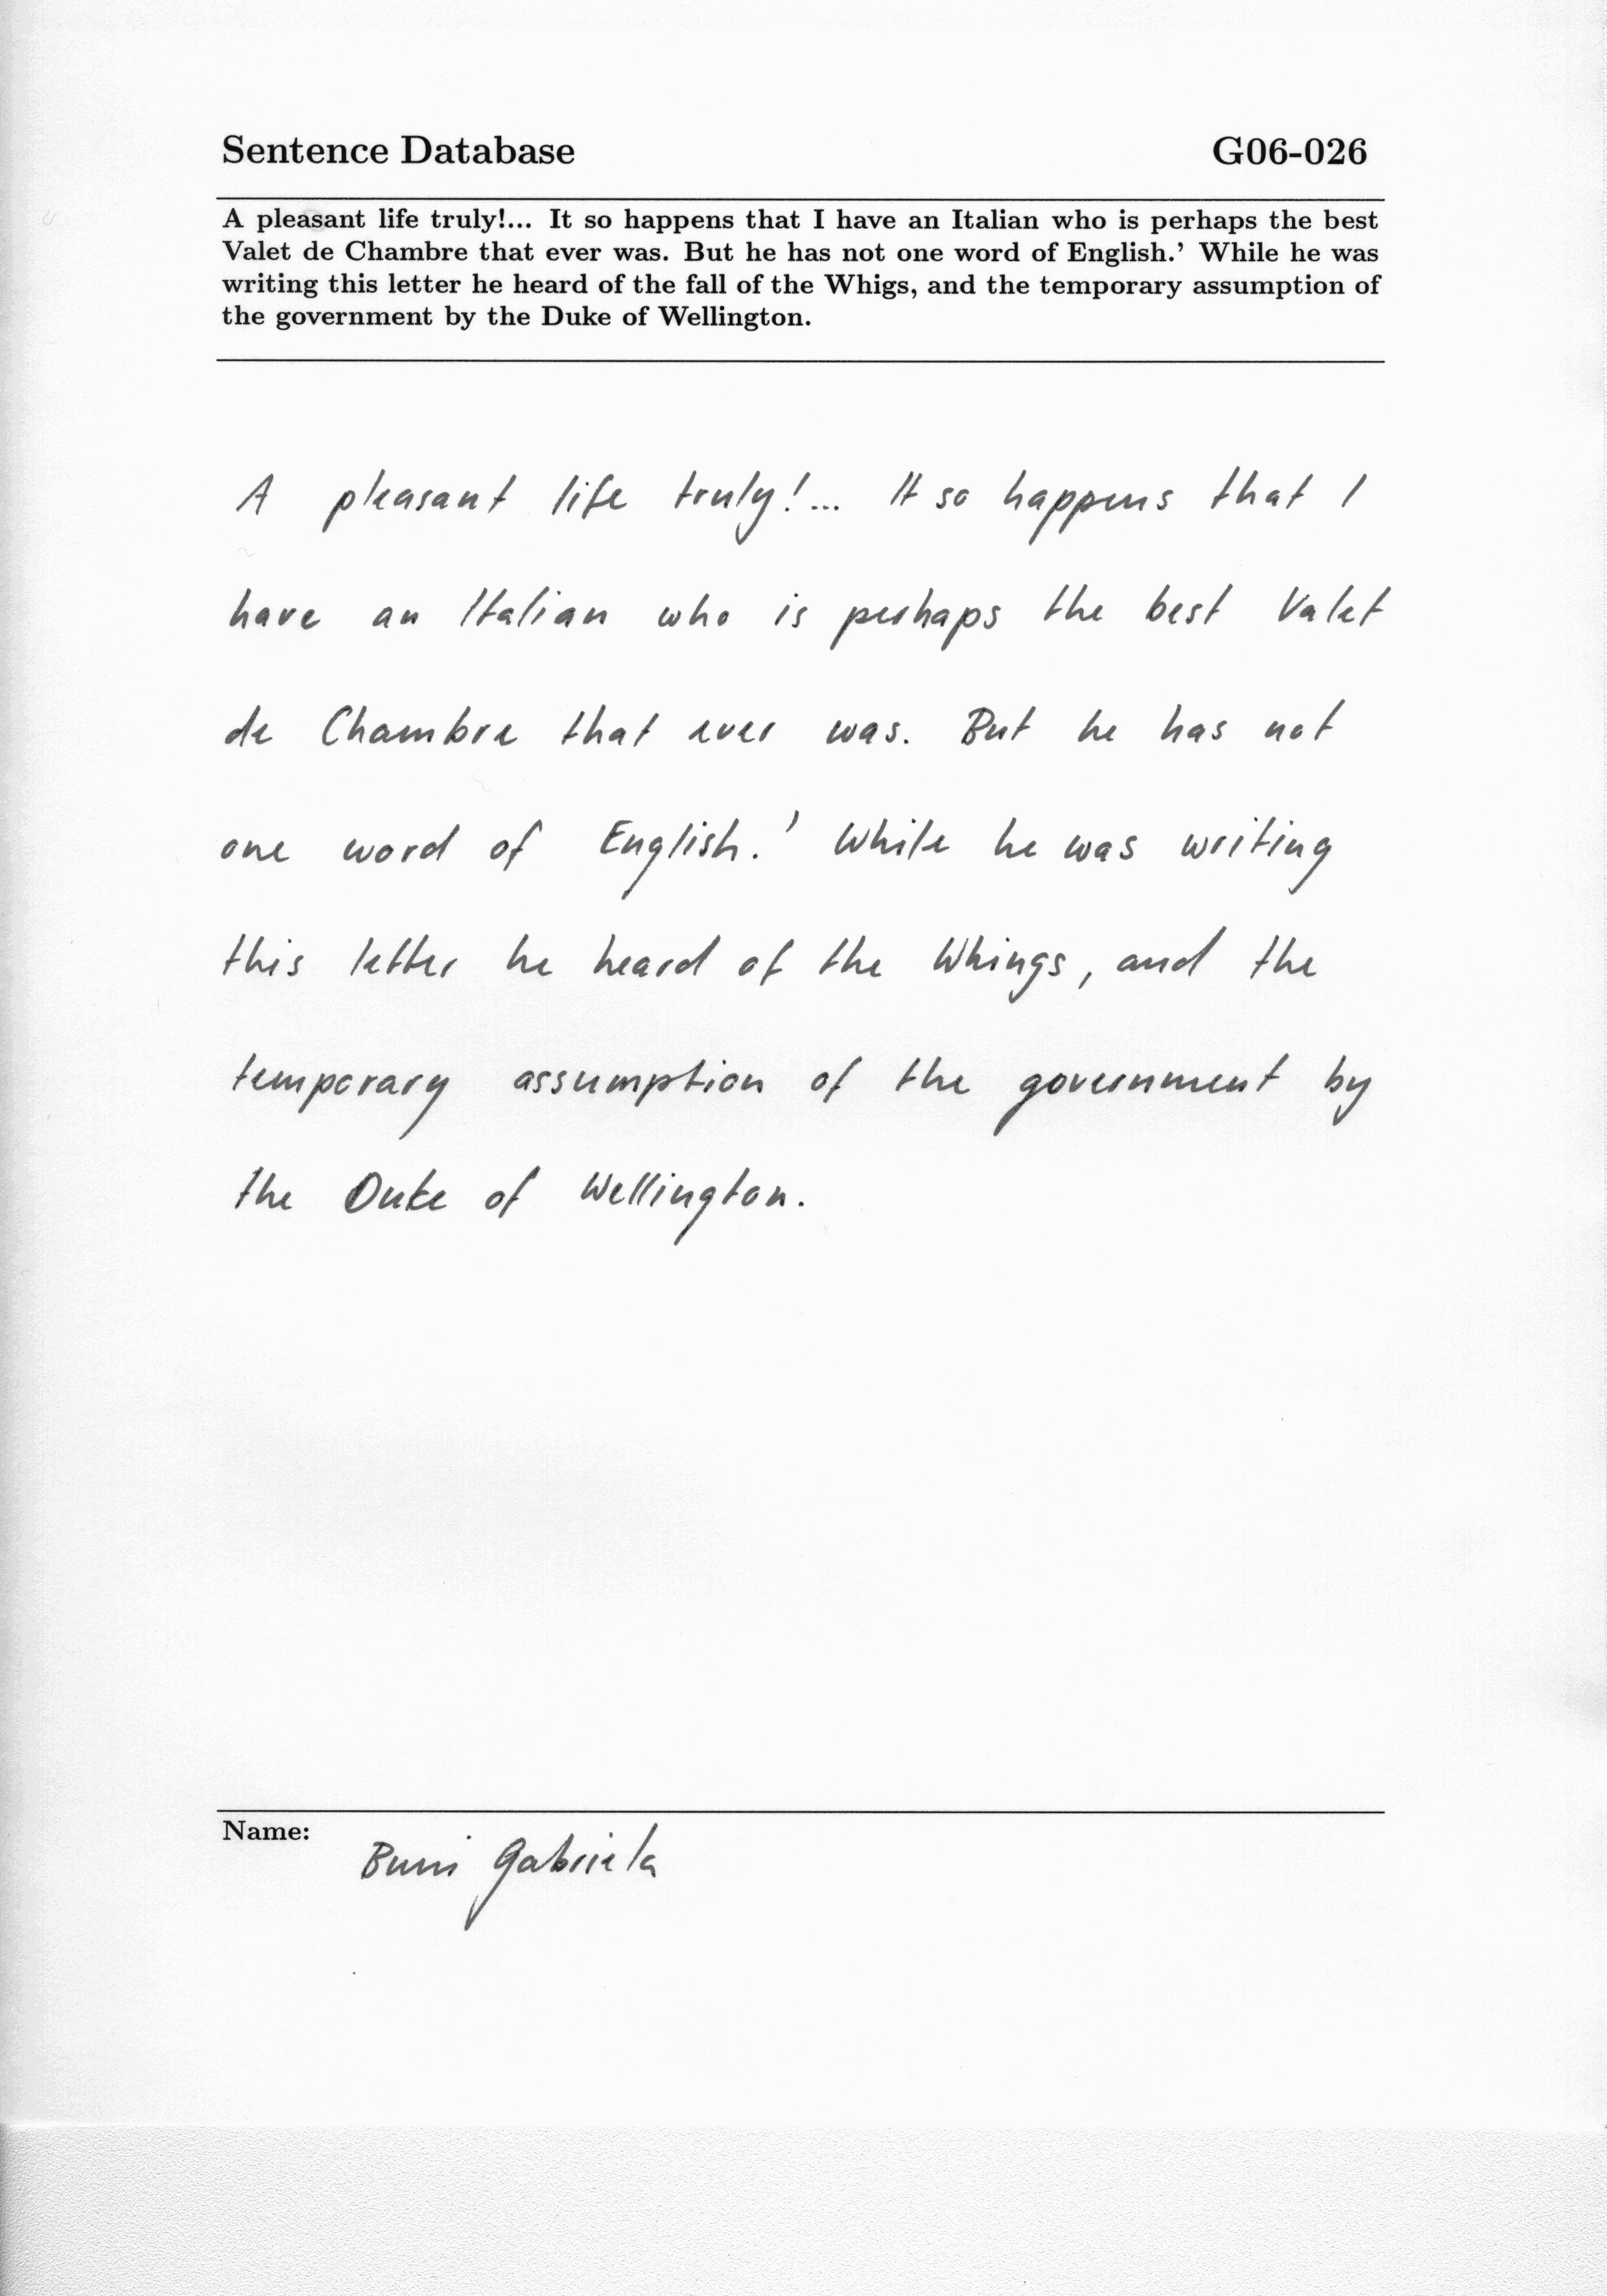 Sentence Database G06-026
A pleasant life truly!... It so happens that I have an Italian who is perhaps the best
Valet de Chambre that ever was. But he has not one word of English.’ While he was
writing this letter he heard of the fall of the Whigs, and the temporary assumption of
the government by the Duke of Wellington.
A pleasant life truly!... It so happens that I
have an Italian who is perhaps the best Valet
de Chambre that ever was. But he has not
one word of English.' While he was writing
this letter he heard of the Whings, and the
temporary assumption of the government by
the Duke of Wellington.
Name:
Gabriela